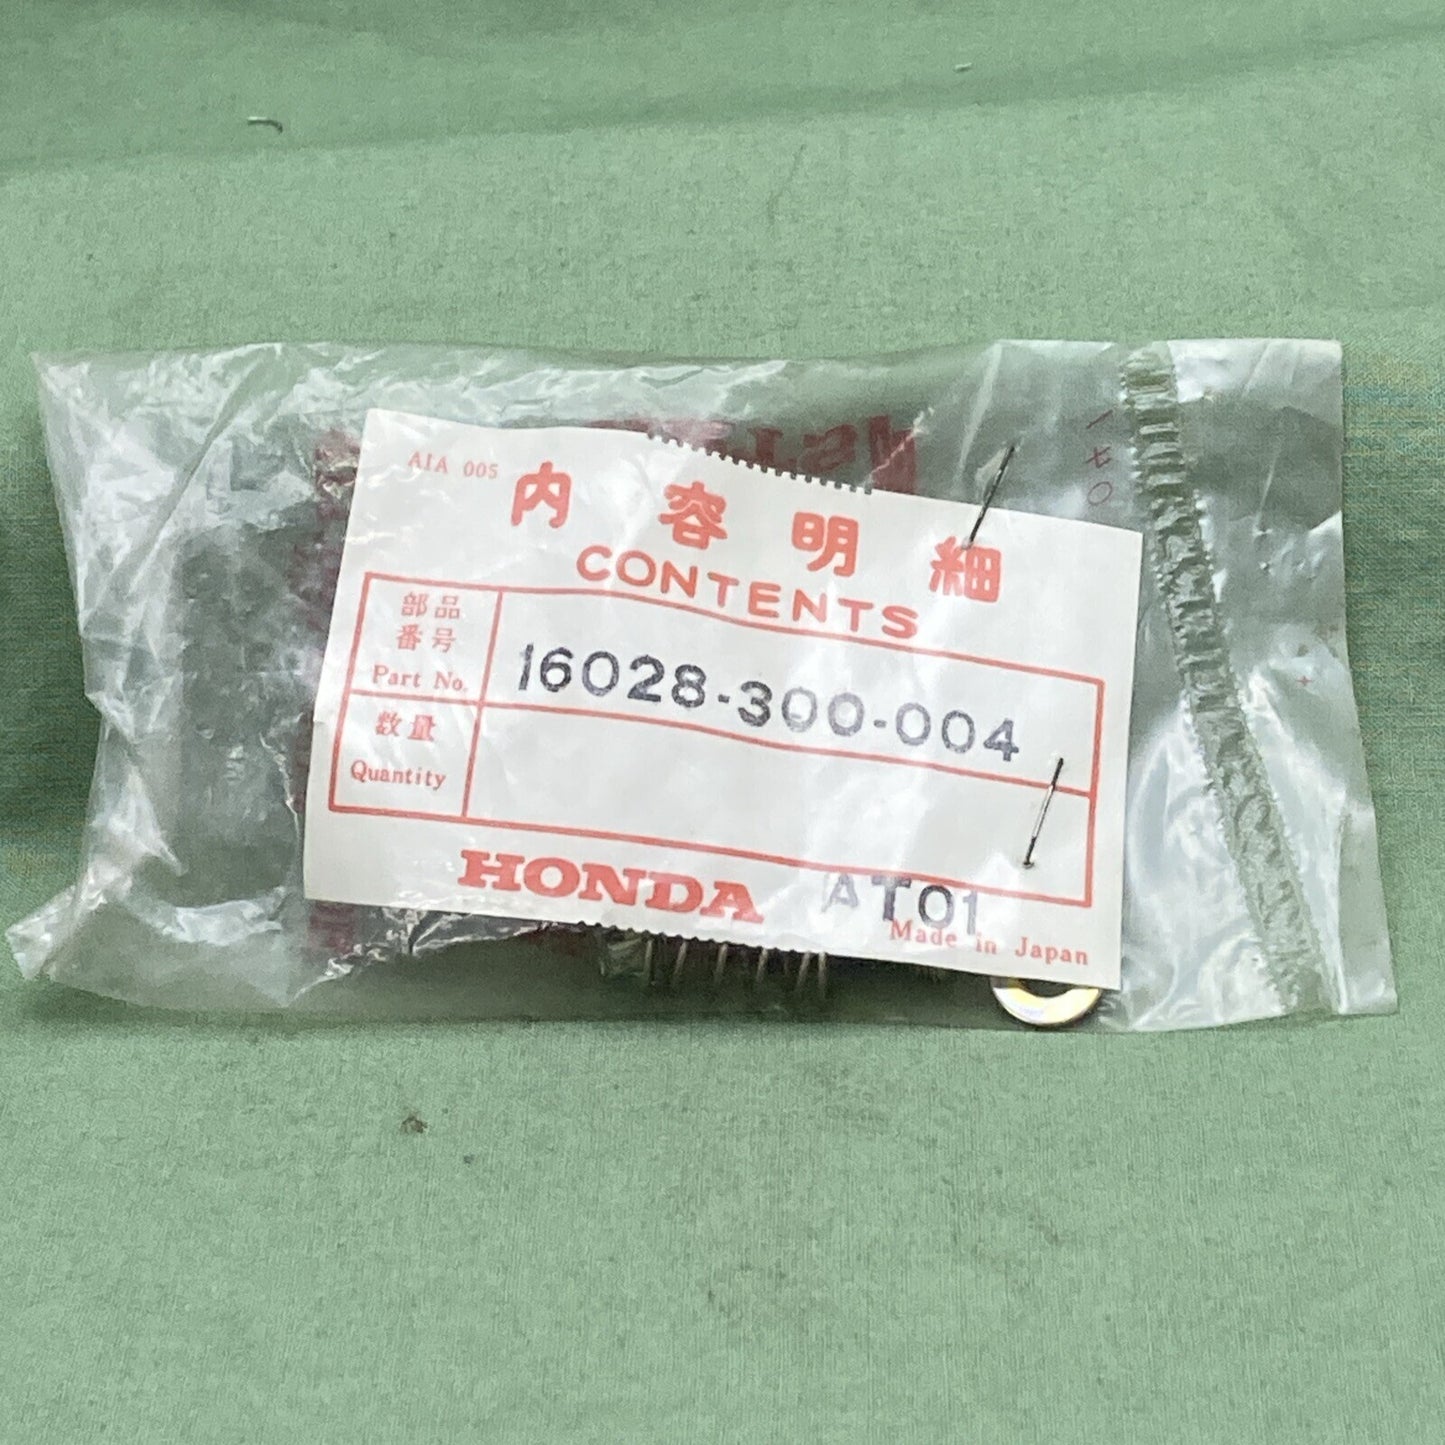 AIA 005
内容明細
CONTENTS
部品
番号
Part No.
16028-300-004
数量
Quantity
HONDA
AT01
Made in Japan